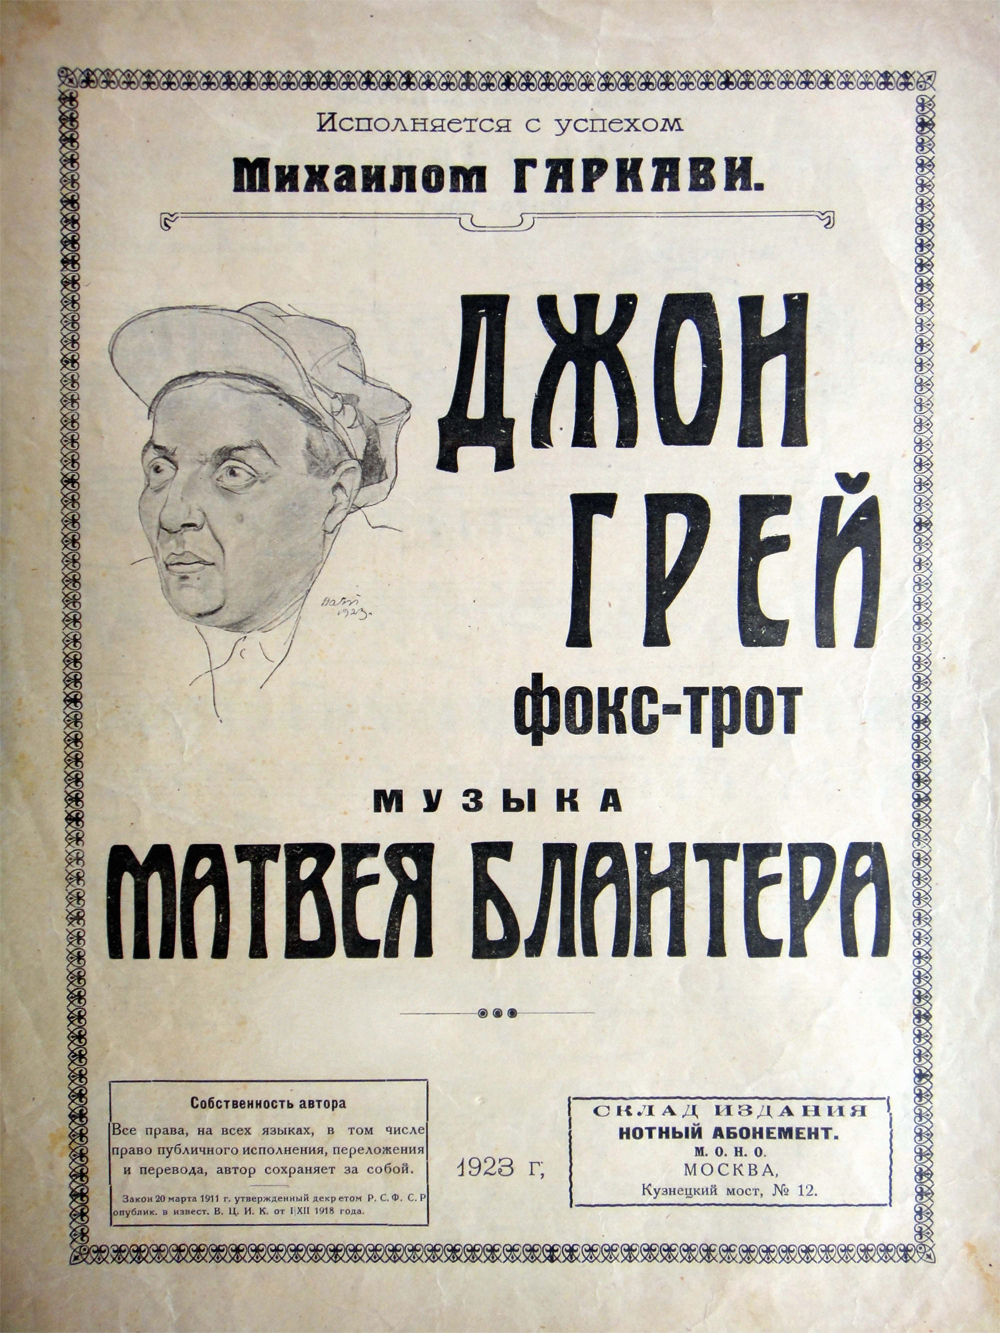 Исполняется с успехом
Михаилом ГАРКАВИ.
ДЖОН
ГРЕЙ
1923.
фокс-трот
МУЗЫКА
МАТВЕЯ БЛАНТЕРА
Собственность автора
Все права, на всех языках, в том числе
право публичного исполнения, переложения
и перевода, автор сохраняет за собой.
Закон 20 марта 1911 г. утвержденный декретом Р. С. Ф. С. Р
опублик. в извест. В. Ц. И. К. от 1|XII 1918 года.
1923 г,
СКЛАД ИЗДАНИЯ
НОТНЫЙ АБОНЕМЕНТ.
М. О. Н О.
МОСКВА,
Кузнецкий мост, № 12.